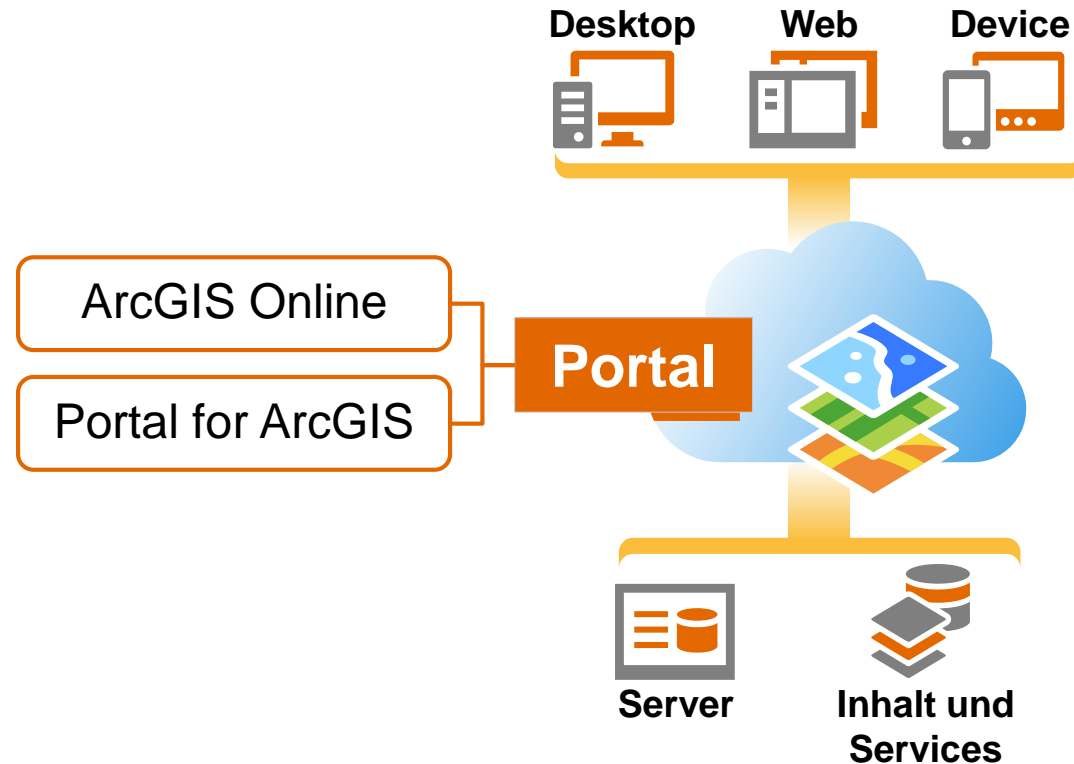 Desktop
Web
Device
ArcGIS Online
Portal
Portal for ArcGIS
Server
Inhalt und
Services